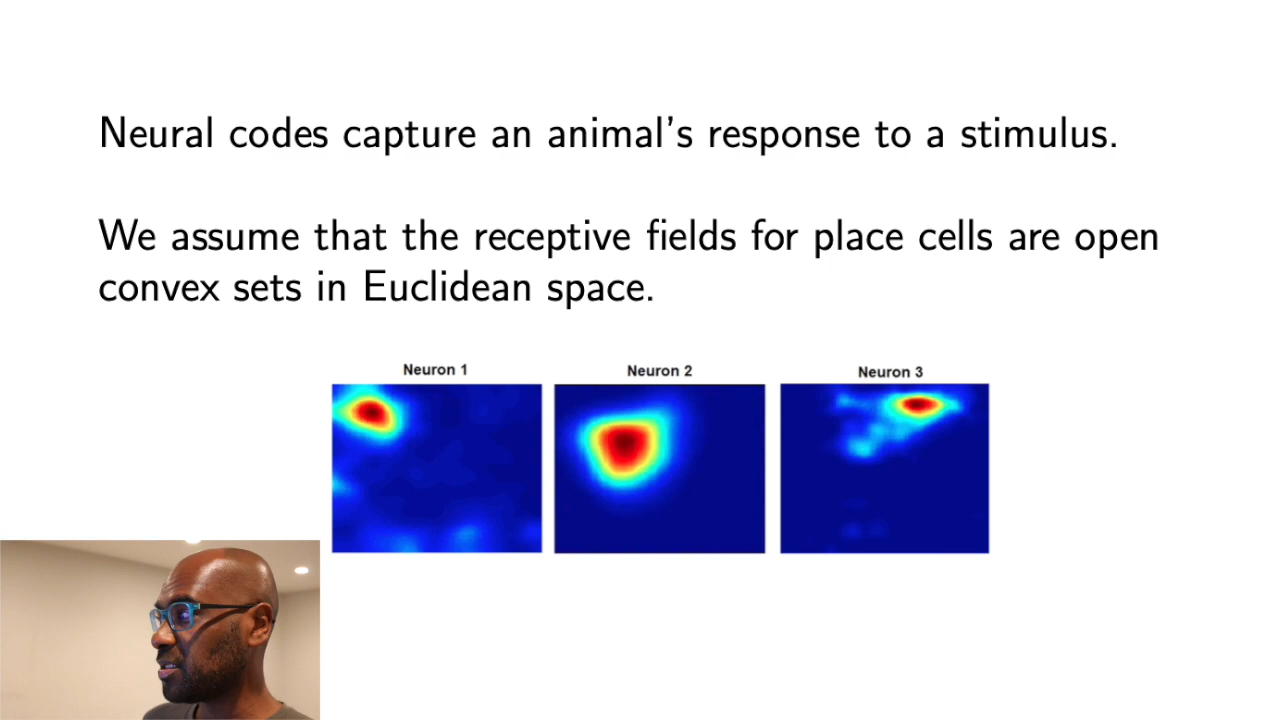 Neural codes capture an animal's response to a stimulus.
We assume that the receptive fields for place cells are open
convex sets in Euclidean space.
Neuron 1 Neuron 2 Neuron 3